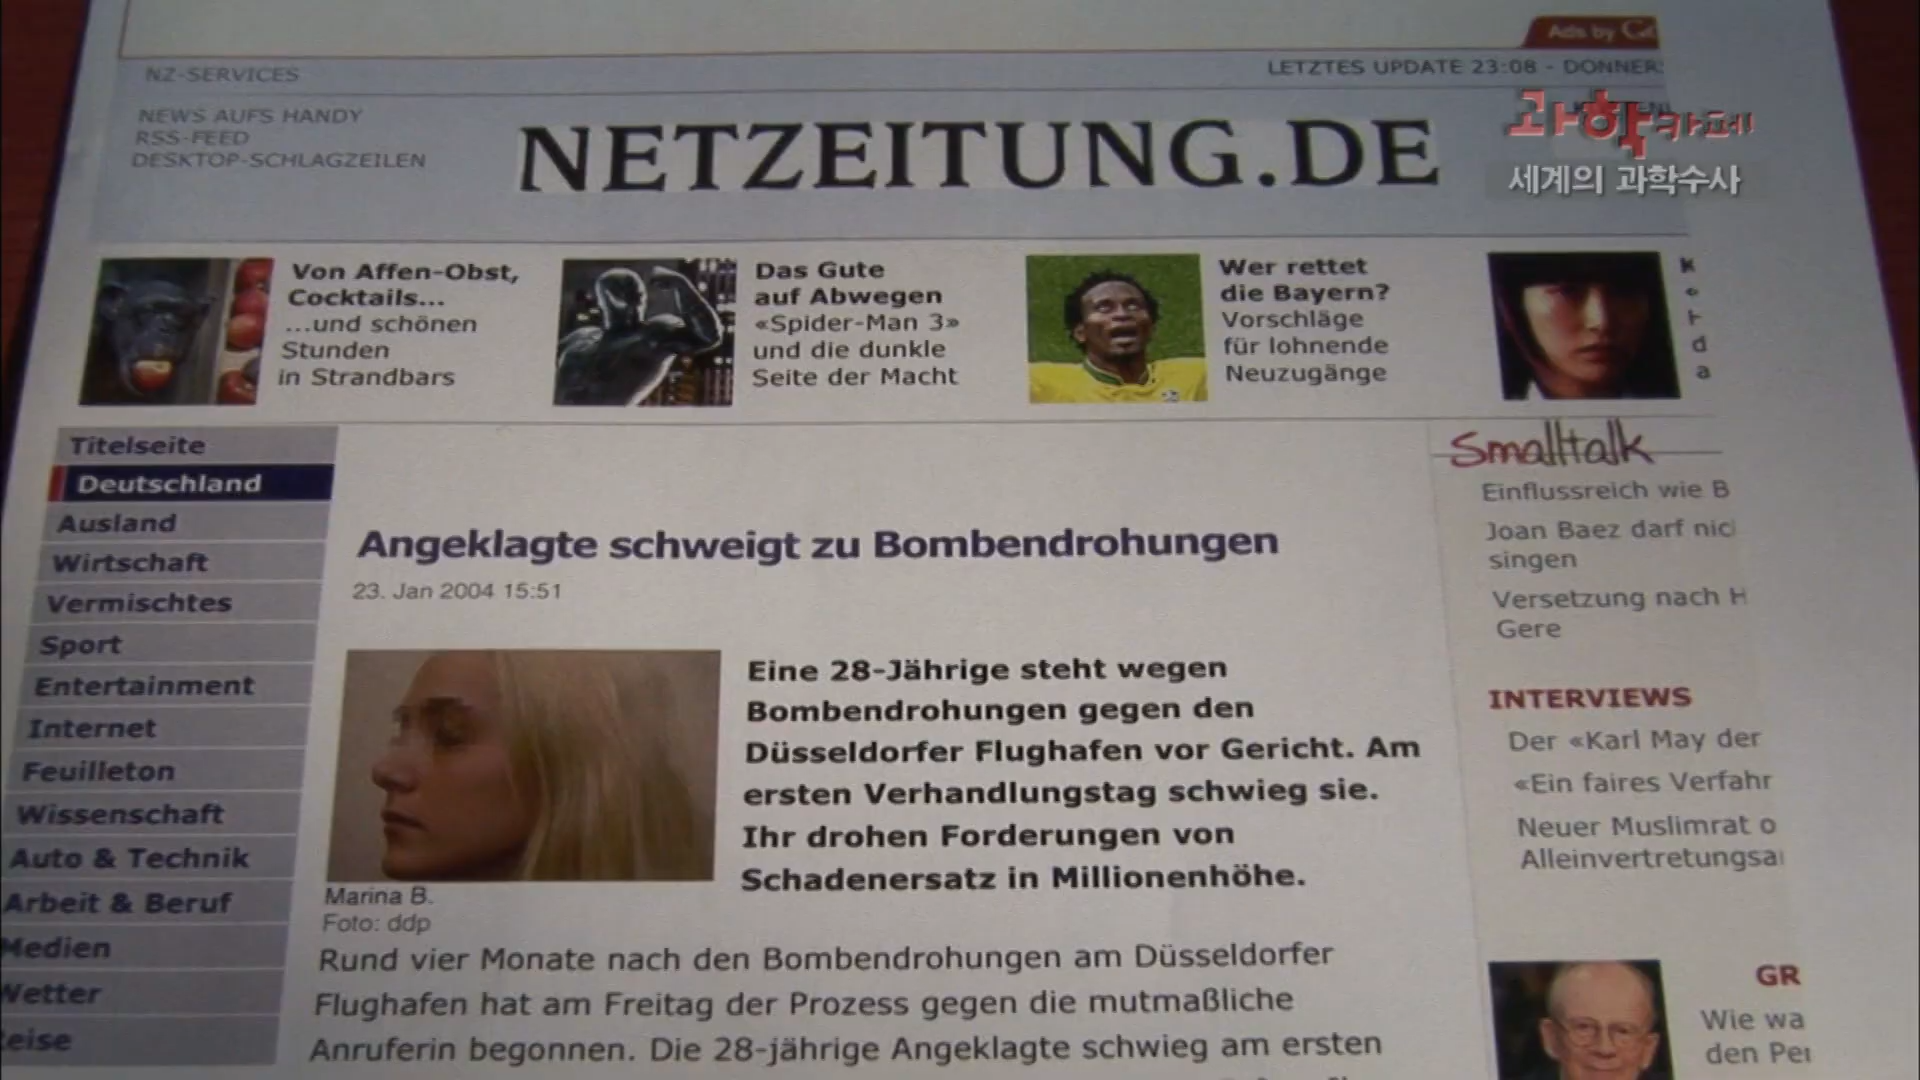 Ads by
NZ-SERVICES
LETZTES UPDATE 23:08 - DONNER
NEWS AUFS HANDY
RSS-FEED
DESKTOP-SCHLAGZEILEN
NETZEITUNG.DE
과학카페
세계의 과학수사
Von Affen-Obst,
Cocktails...
...und schönen
Stunden
in Strandbars
Das Gute
auf Abwegen
«Spider-Man 3»
und die dunkle
Seite der Macht
Wer rettet
die Bayern?
Vorschläge
für lohnende
Neuzugänge
K
d
a
Titelseite
Deutschland
Ausland
Wirtschaft
Vermischtes
Sport
Entertainment
Internet
Feuilleton
Wissenschaft
Auto & Technik
Arbeit & Beruf
Medien
Wetter
eise
Angeklagte schweigt zu Bombendrohungen
23. Jan 2004 15:51
Marina B.
Foto: ddp
Eine 28-Jährige steht wegen
Bombendrohungen gegen den
Düsseldorfer Flughafen vor Gericht. Am
ersten Verhandlungstag schwieg sie.
Ihr drohen Forderungen von
Schadenersatz in Millionenhöhe.
Rund vier Monate nach den Bombendrohungen am Düsseldorfer
Flughafen hat am Freitag der Prozess gegen die mutmaßliche
Anruferin begonnen. Die 28-jährige Angeklagte schwieg am ersten
Smalltalk
Einflussreich wie B
Joan Baez darf nic
singen
Versetzung nach H
Gere
INTERVIEWS
Der «Karl May der
«Ein faires Verfahr
Neuer Muslimrat o
Alleinvertretungsa
GR
Wie wa
den Per